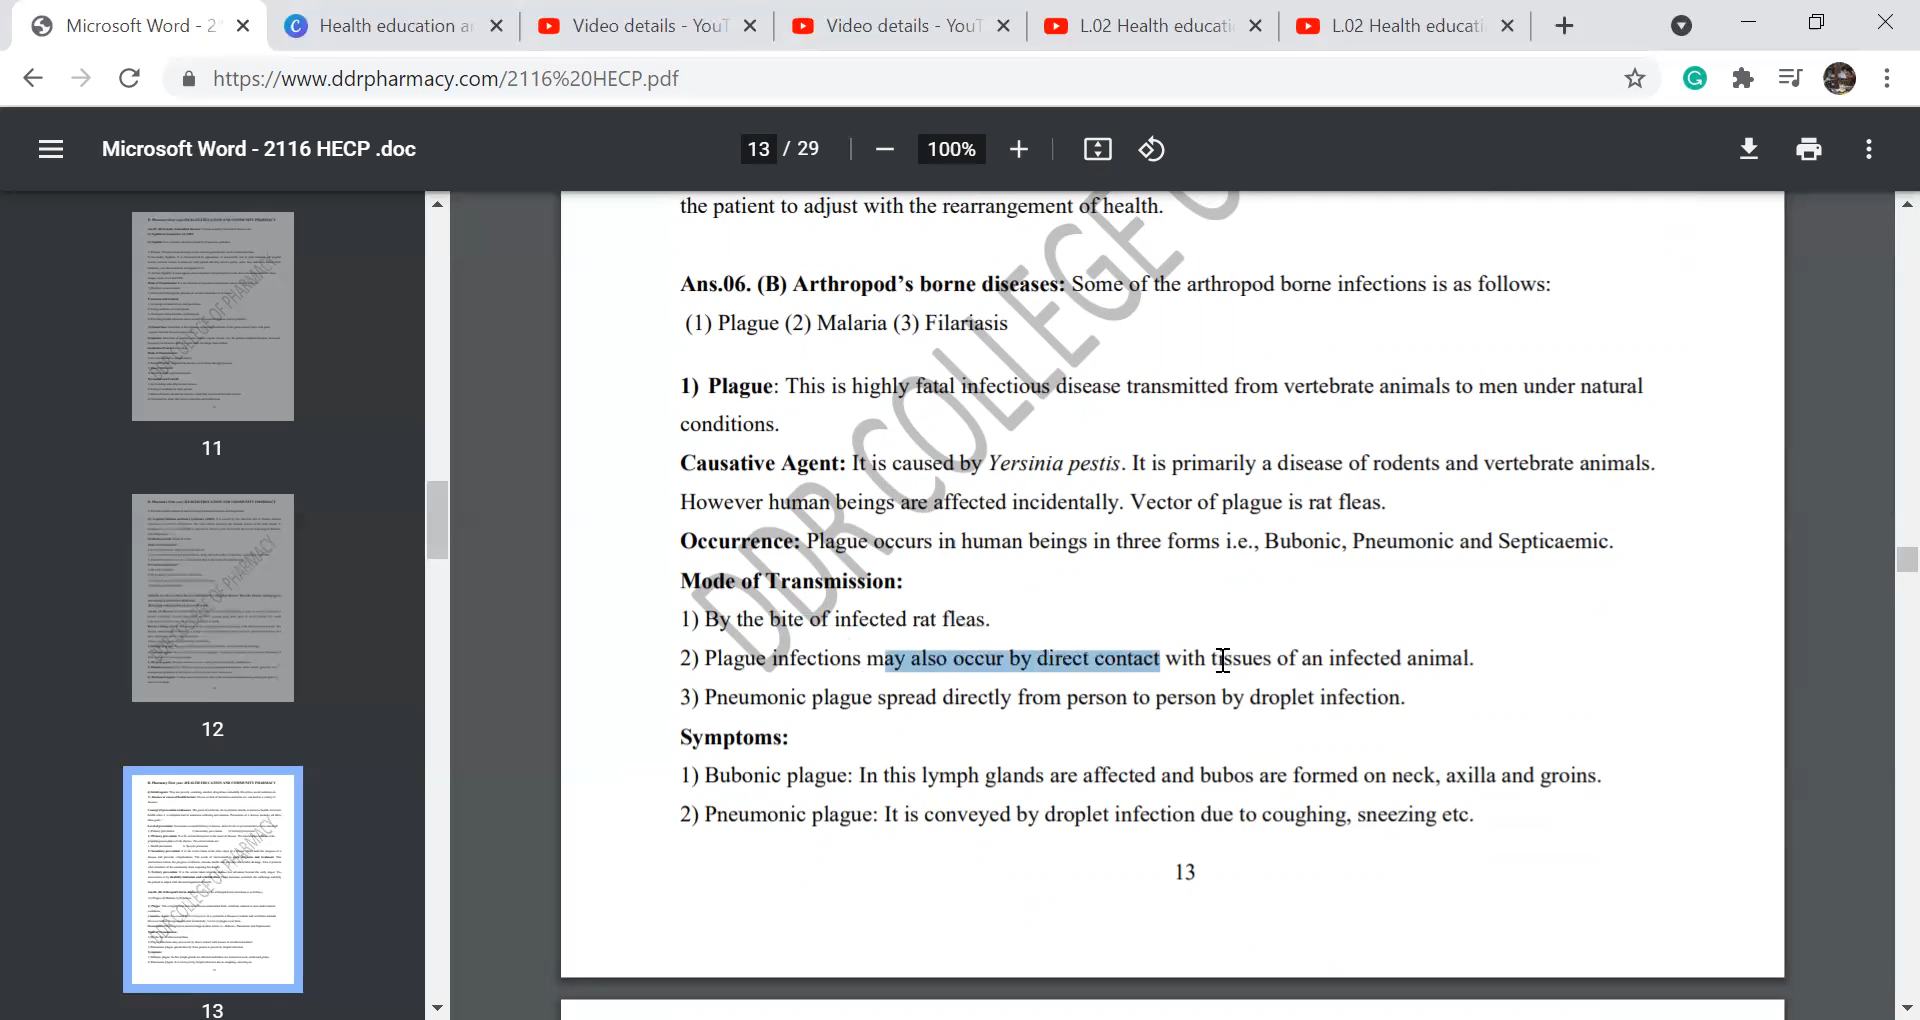 Microsoft Word - 2
Health education a
Video details - YouT
Video details - YouT
L.02 Health educati
L.02 Health educati
https://www.ddrpharmacy.com/2116%20HECP.pdf
Microsoft Word - 2116 HECP .doc
13 / 29
100%
11
12
13
the patient to adjust with the rearrangement of health.
Ans.06. (B) Arthropod’s borne diseases: Some of the arthropod borne infections is as follows:
(1) Plague (2) Malaria (3) Filariasis
1) Plague: This is highly fatal infectious disease transmitted from vertebrate animals to men under natural
conditions.
Causative Agent: It is caused by Yersinia pestis. It is primarily a disease of rodents and vertebrate animals.
However human beings are affected incidentally. Vector of plague is rat fleas.
Occurrence: Plague occurs in human beings in three forms i.e., Bubonic, Pneumonic and Septicaemic.
Mode of Transmission:
1) By the bite of infected rat fleas.
2) Plague infections may also occur by direct contact with tissues of an infected animal.
3) Pneumonic plague spread directly from person to person by droplet infection.
Symptoms:
1) Bubonic plague: In this lymph glands are affected and bubos are formed on neck, axilla and groins.
2) Pneumonic plague: It is conveyed by droplet infection due to coughing, sneezing etc.
13
DDR COLLEGE O